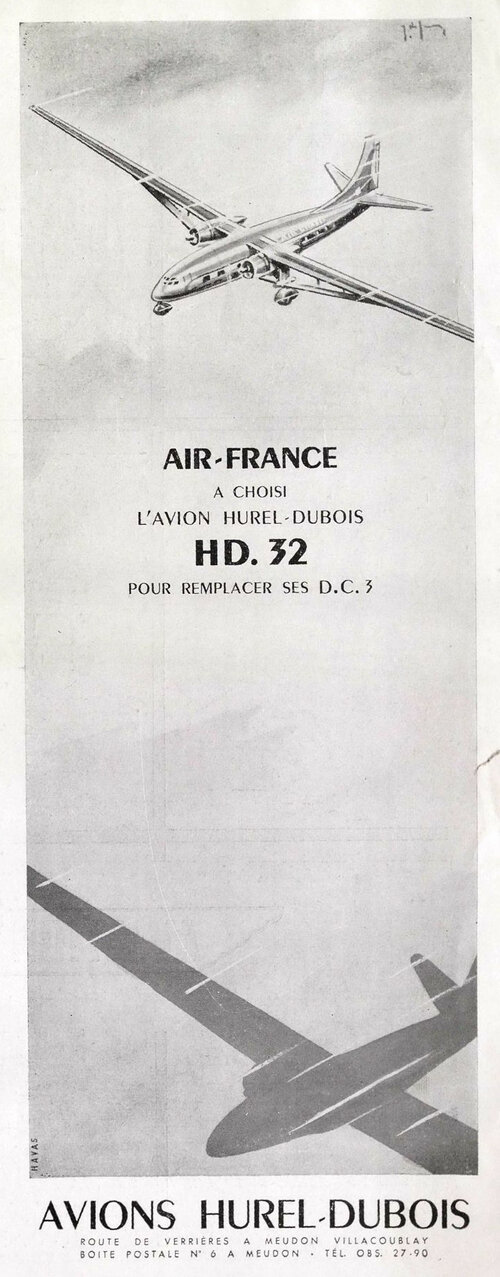 AIR-FRANCE
A CHOISI
L'AVION HUREL-DUBOIS
HD. 32
POUR REMPLACER SES D.C. 3
HAVAS
AVIONS HUREL-DUBOIS
ROUTE DE VERRIÈRES A MEUDON VILLACOUBLAY
BOITE POSTALE N° 6 A MEUDON - TÉL. OBS. 27-90